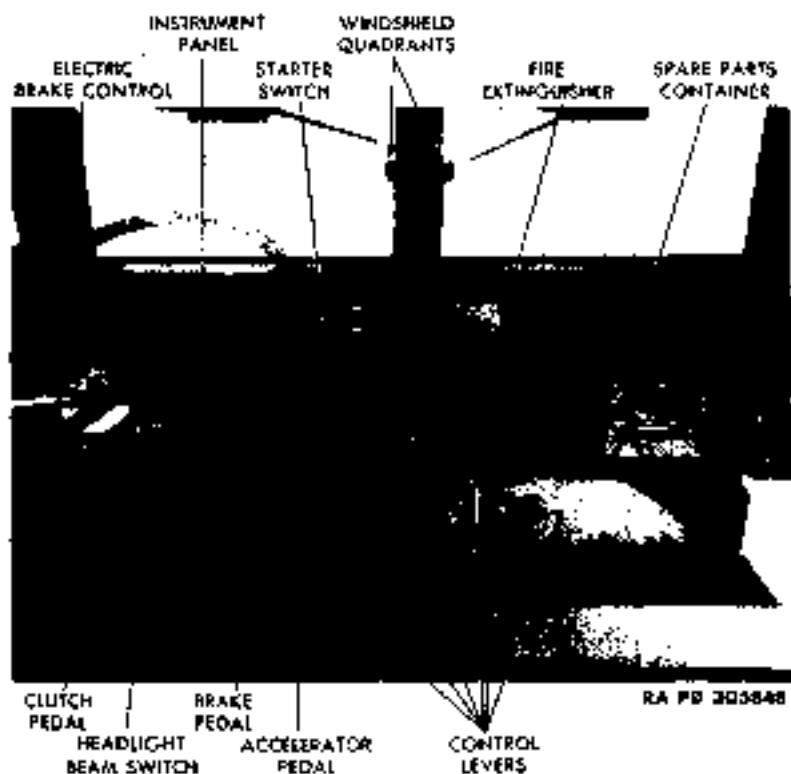 INSTRUMENT
PANEL
WINDSHIELD
QUADRANTS
ELECTRIC
BRAKE CONTROL
STARTER
SWITCH
FIRE
EXTINGUISHER
SPARE PARTS
CONTAINER
CLUTCH
PEDAL
HEADLIGHT
BEAM SWITCH
BRAKE
PEDAL
ACCELERATOR
PEDAL
CONTROL
LEVERS
RA PD 305848